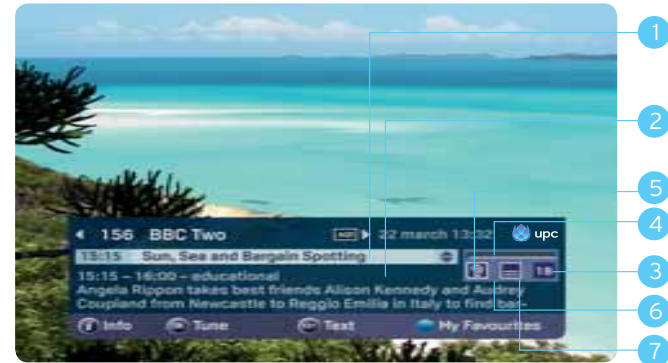 1
2
5
156 BBC Two 22 march 13:32 upc
4
15:15 Sun, Sea and Bargain Spotting
3
18
15:15 – 16:00 – educational
Angela Rippon takes best friends Alison Kennedy and Audrey
6
Coupland from Newcastle to Reggio Emilia in Italy to find bar-
i Info Tune Text My Favourites
7